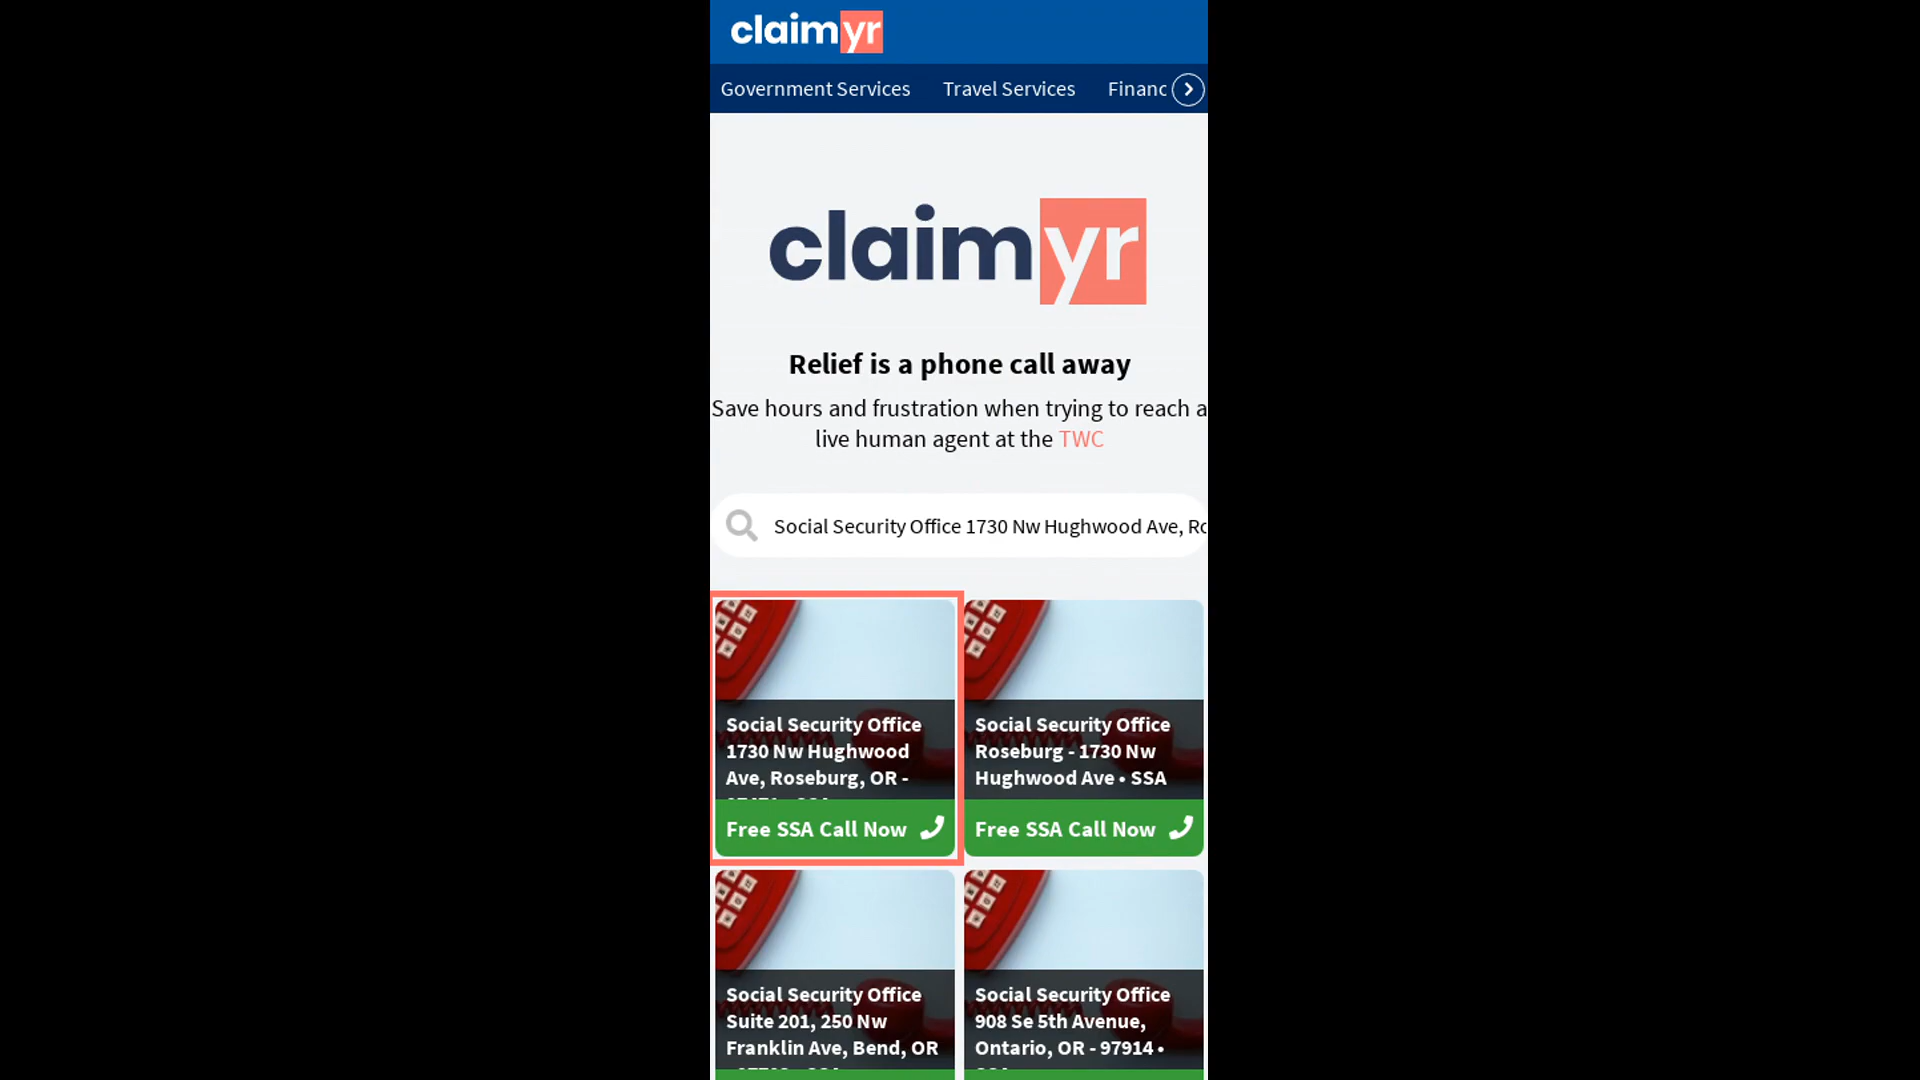 claimyr
Government Services Travel Services Financ
claimyr
Relief is a phone call away
Save hours and frustration when trying to reach a
live human agent at the TWC
Social Security Office 1730 Nw Hughwood Ave, Ro
Social Security Office
1730 Nw Hughwood
Ave, Roseburg, OR -
Free SSA Call Now
Social Security Office
Roseburg - 1730 Nw
Hughwood Ave • SSA
Free SSA Call Now
Social Security Office
Suite 201, 250 Nw
Franklin Ave, Bend, OR
Social Security Office
908 Se 5th Avenue,
Ontario, OR - 97914 •